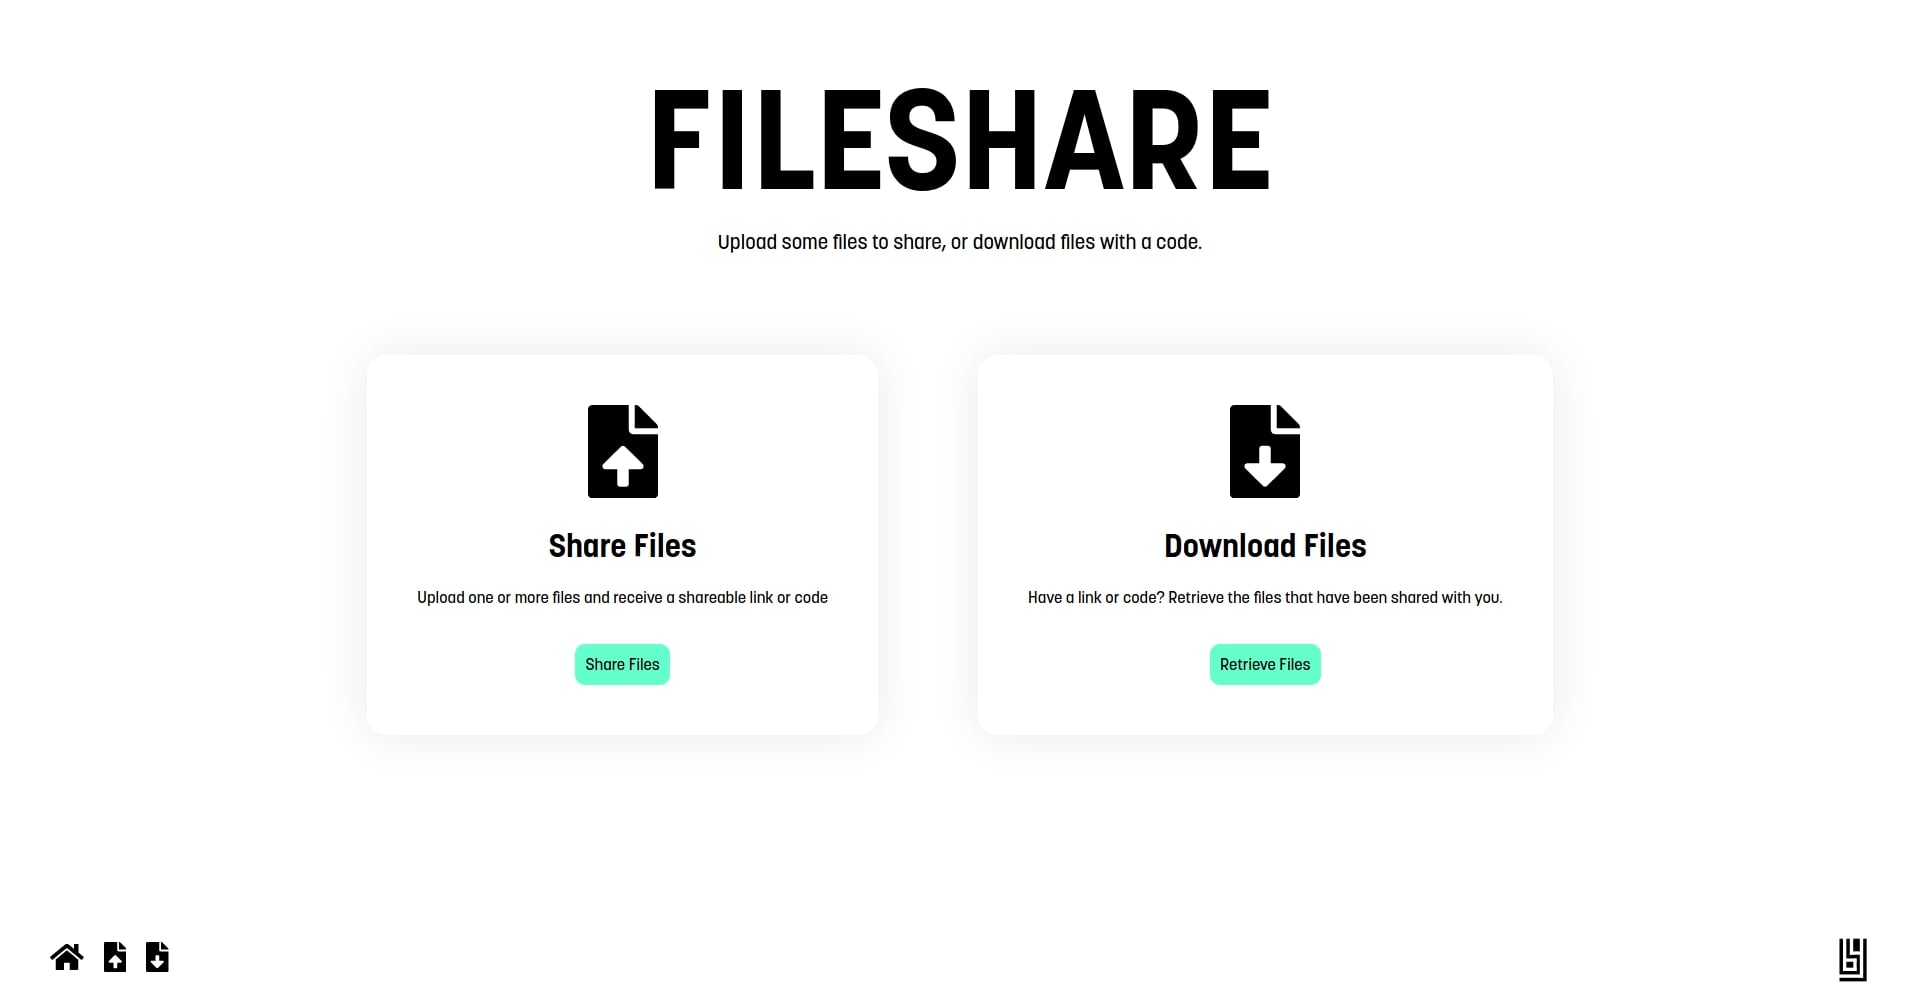 FILESHARE
Upload some files to share, or download files with a code.
Share Files
Upload one or more files and receive a shareable link or code
Share Files
Download Files
Have a link or code? Retrieve the files that have been shared with you.
Retrieve Files